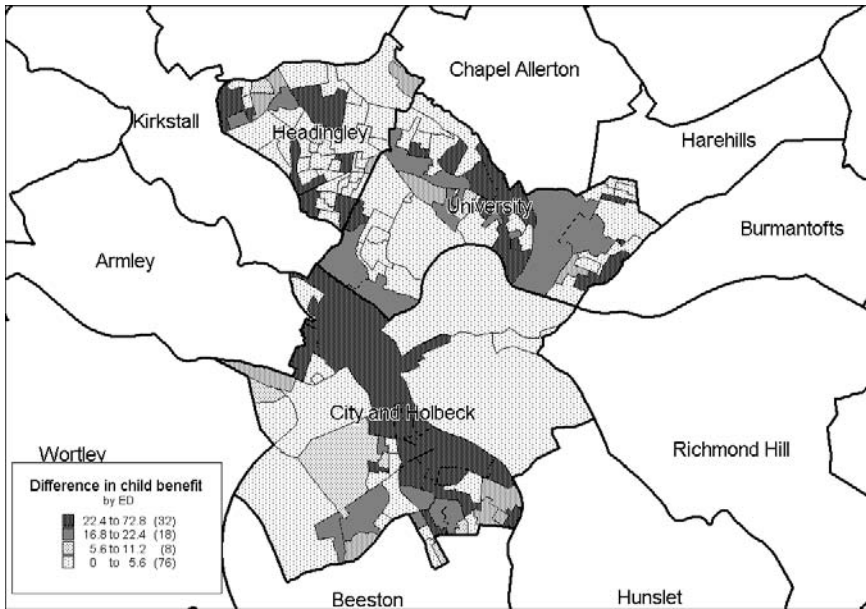 Chapel Allerton
Kirkstall
Headingley
Harehills
University
Burmantofts
Armley
City and Holbeck
Richmond Hill
Wortley
Difference in child benefit
by ED
22.4 to 72.8 (32)
16.8 to 22.4 (18)
5.6 to 11.2 (8)
0 to 5.6 (76)
Beeston
Hunslet